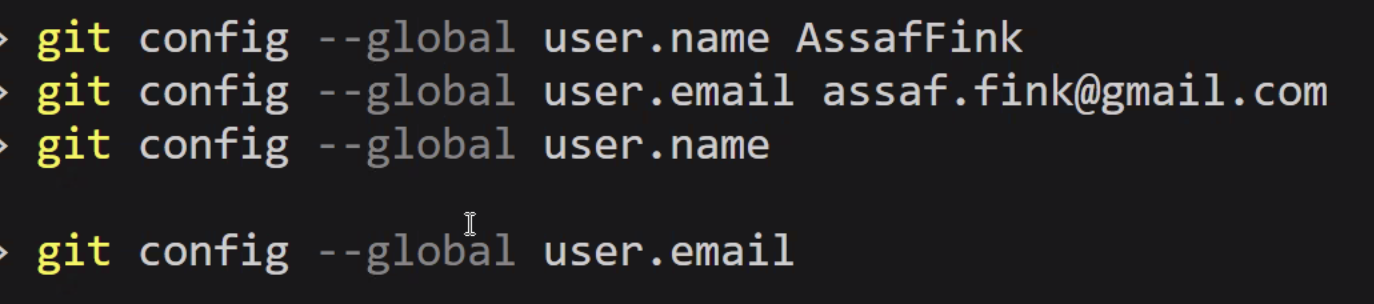 > git config --global user.name AssafFink
> git config --global user.email assaf.fink@gmail.com
> git config --global user.name
> git config --global user.email